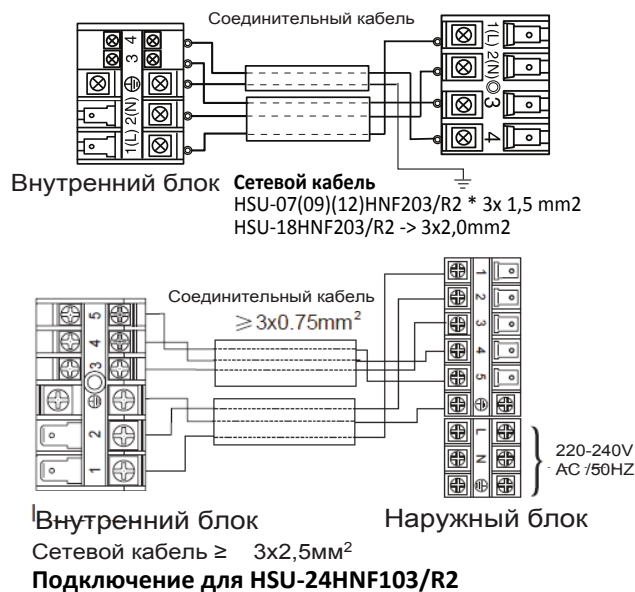 Соединительный кабель
4
3
2(N)
1(L)
1(L)
2(N)
3
4
Внутренний блок
Сетевой кабель
HSU-07(09)(12)HNF203/R2 * 3x 1,5 mm2
HSU-18HNF203/R2 -> 3x2,0mm2
Соединительный кабель
≥3x0.75mm²
5
4
3
2
1
1
2
3
4
5
L
N
220-240V
AC /50HZ
Внутренний блок
Наружный блок
Сетевой кабель ≥ 3x2,5мм²
Подключение для HSU-24HNF103/R2